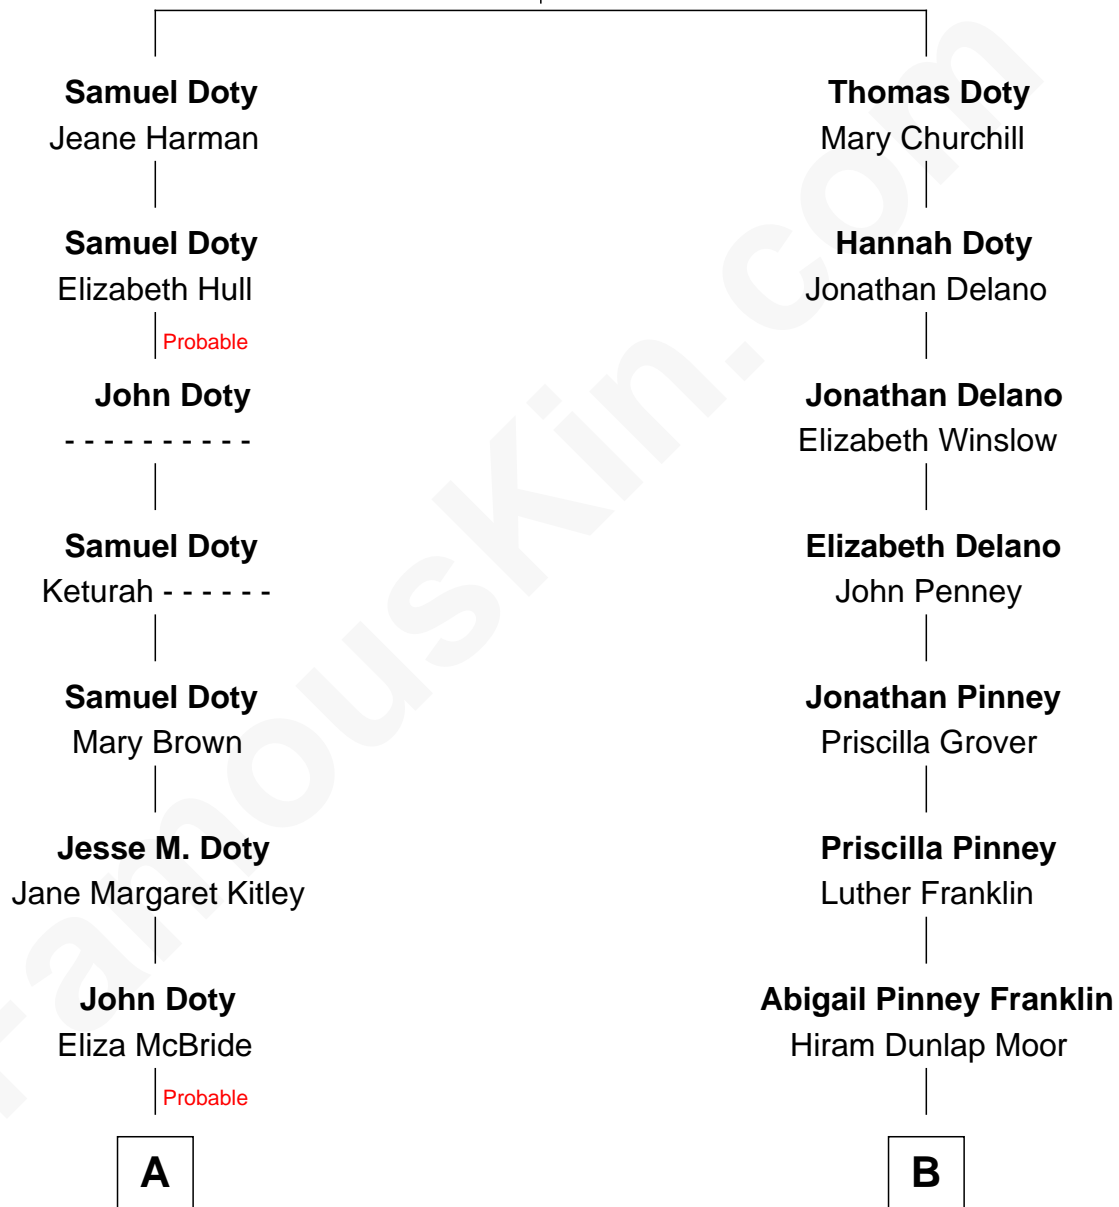 Samuel Doty
Jeane Harman
Samuel Doty
Elizabeth Hull
Probable
John Doty
- - - - - - - - - -
Samuel Doty
Keturah - - - - - -
Samuel Doty
Mary Brown
Jesse M. Doty
Jane Margaret Kitley
John Doty
Eliza McBride
Probable
A
Thomas Doty
Mary Churchill
Hannah Doty
Jonathan Delano
Jonathan Delano
Elizabeth Winslow
Elizabeth Delano
John Penney
Jonathan Pinney
Priscilla Grover
Priscilla Pinney
Luther Franklin
Abigail Pinney Franklin
Hiram Dunlap Moor
B
FamousKin.com